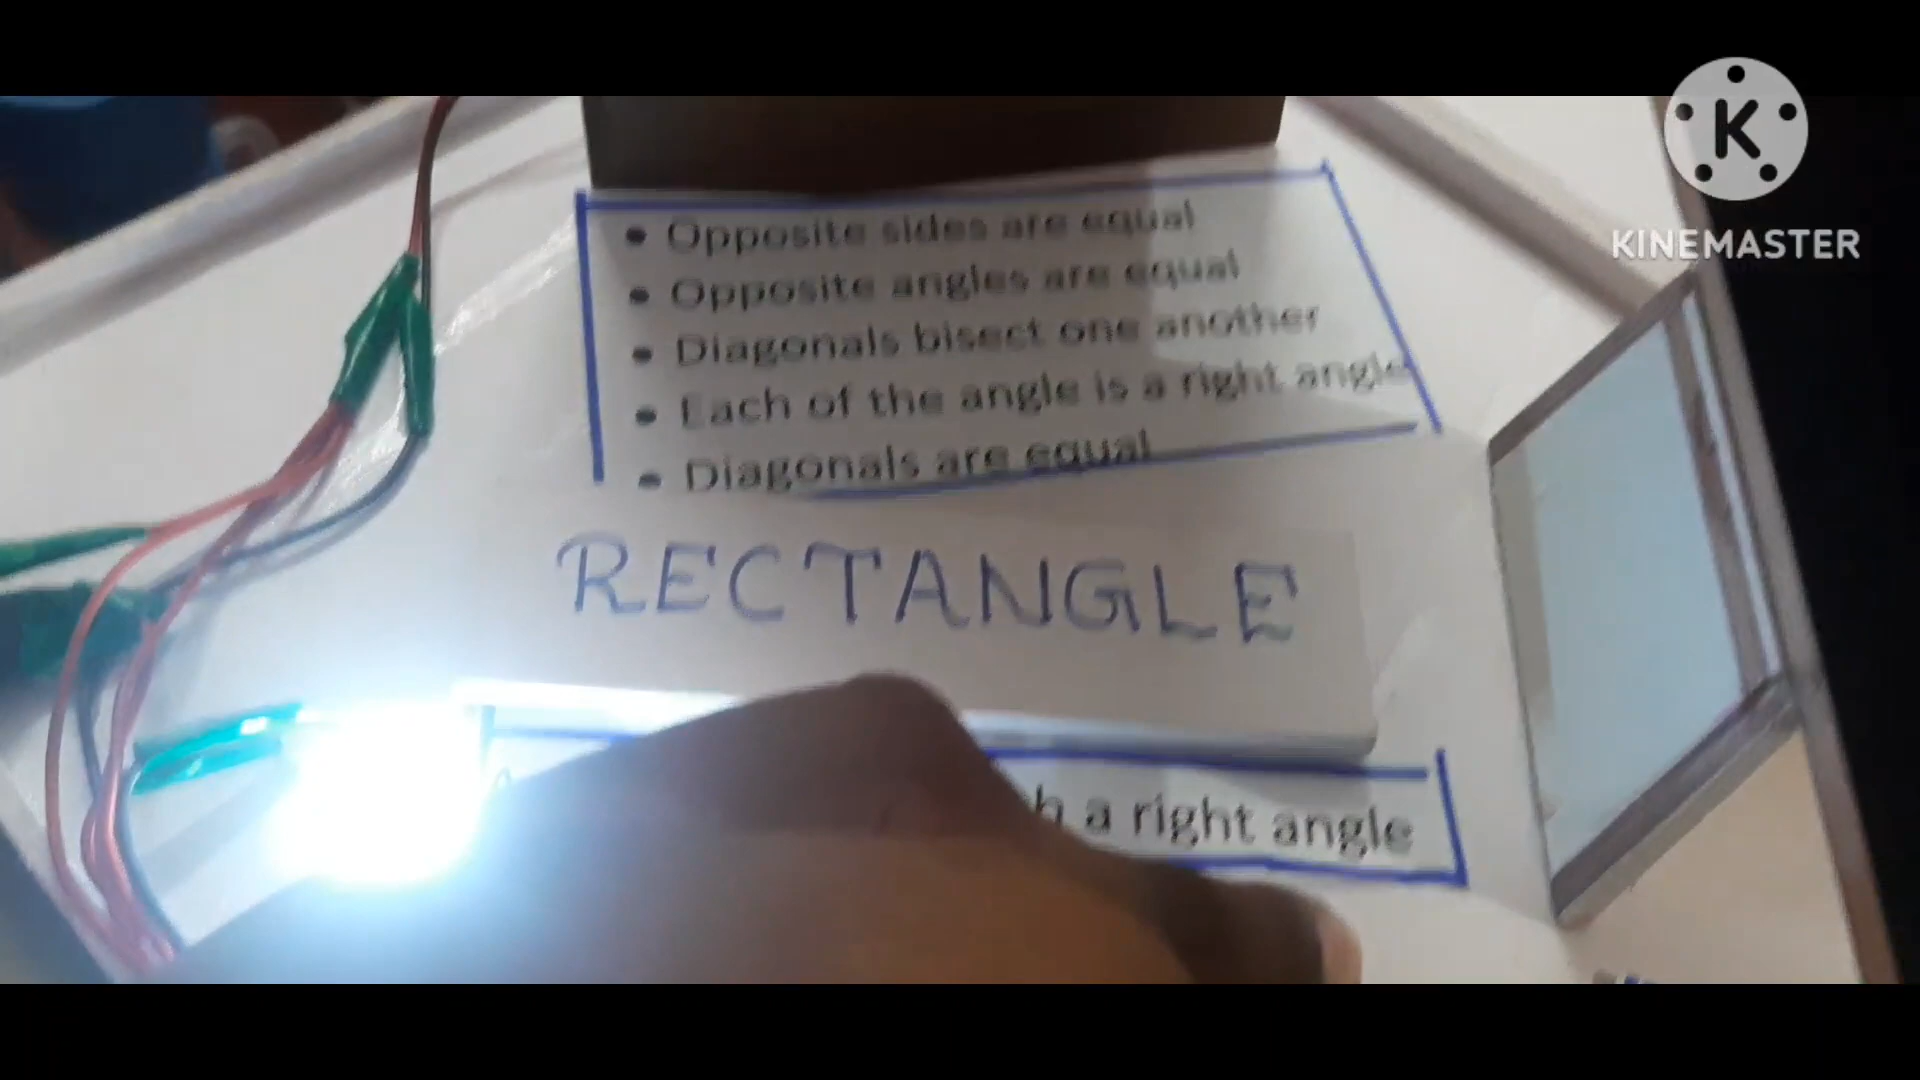 K
KINEMASTER
• Opposite sides are equal
• Opposite angles are equal
• Diagonals bisect one another
• Each of the angle is a right angle
• Diagonals are equal
RECTANGLE
a right angle